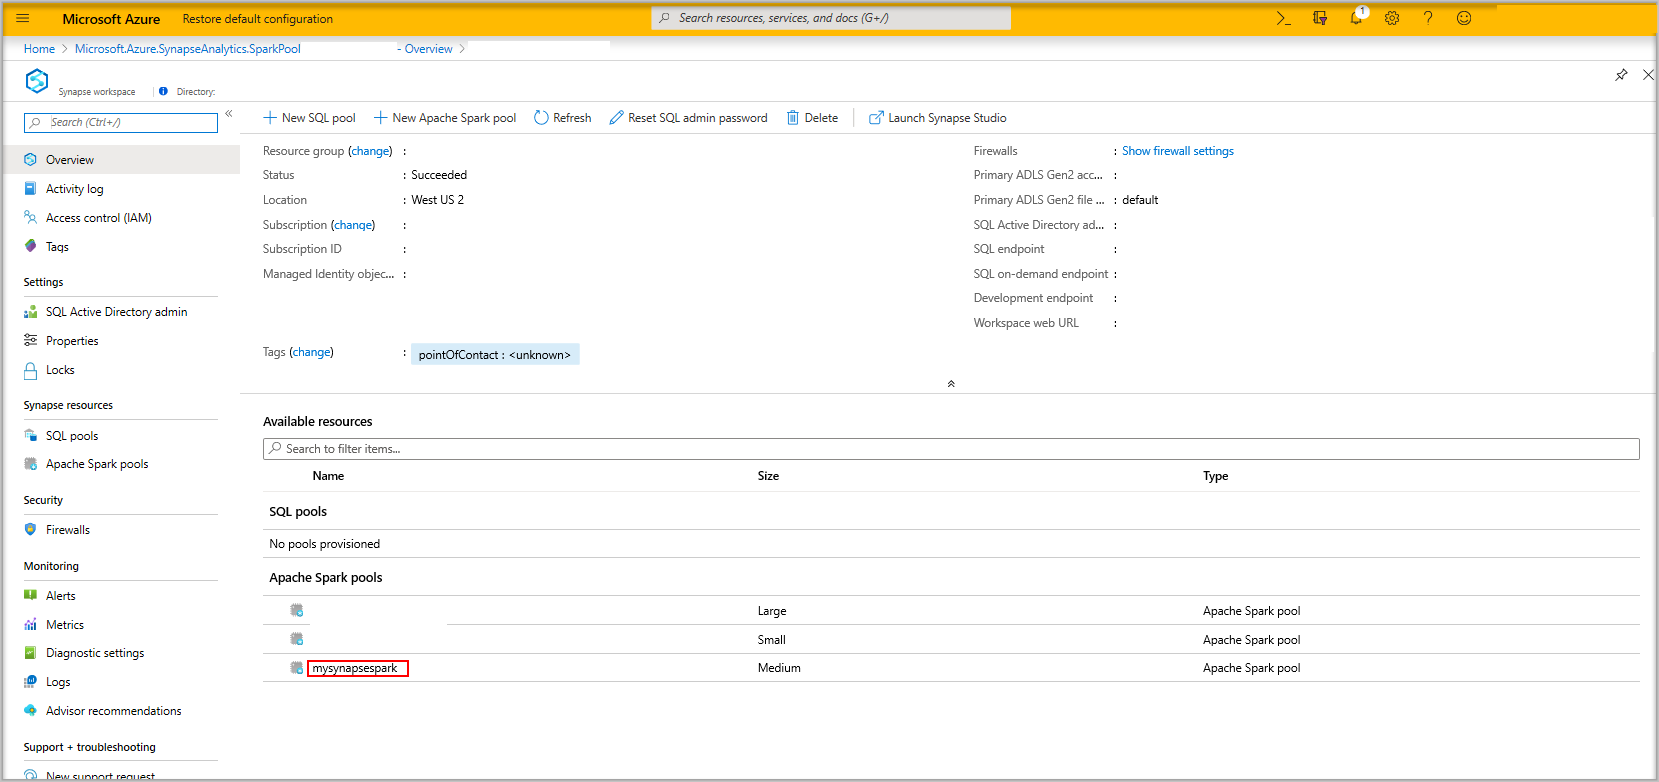 Microsoft Azure Restore default configuration Search resources, services, and docs (G+/) 1
Home > Microsoft.Azure.SynapseAnalytics.SparkPool - Overview >
Synapse workspace Directory:
Search (Ctrl+/) «
Overview
Activity log
Access control (IAM)
Tags
Settings
SQL Active Directory admin
Properties
Locks
Synapse resources
SQL pools
Apache Spark pools
Security
Firewalls
Monitoring
Alerts
Metrics
Diagnostic settings
Logs
Advisor recommendations
Support + troubleshooting
New support request
New SQL pool New Apache Spark pool Refresh Reset SQL admin password Delete Launch Synapse Studio
Resource group (change) :
Status : Succeeded
Location : West US 2
Subscription (change) :
Subscription ID :
Managed Identity objec... :
Tags (change) : pointOfContact : <unknown>
Firewalls : Show firewall settings
Primary ADLS Gen2 acc... :
Primary ADLS Gen2 file ... : default
SQL Active Directory ad... :
SQL endpoint :
SQL on-demand endpoint :
Development endpoint :
Workspace web URL :
Available resources
Search to filter items...
Name Size Type
SQL pools
No pools provisioned
Apache Spark pools
Large Apache Spark pool
Small Apache Spark pool
mysynapsespark Medium Apache Spark pool